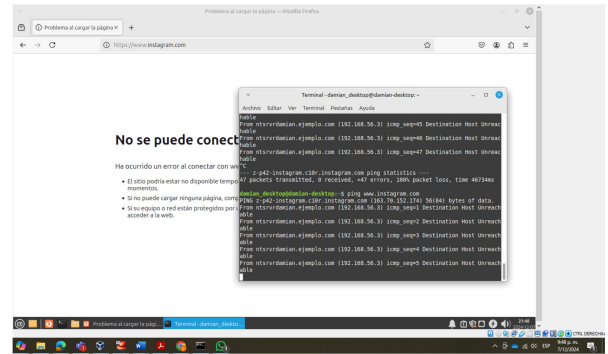 Problema al cargar la página — Mozilla Firefox
Problema al cargar la página × +
https://www.instagram.com
No se puede conect
Ha ocurrido un error al conectar con ww
El sitio podría estar no disponible tempo
momentos.
Si no puede cargar ninguna página, comp
Si su equipo o red están protegidos por u
acceder a la web.
Terminal - damian_desktop@damian-desktop: ~
Archivo Editar Ver Terminal Pestañas Ayuda
hable
From ntsrvrdamian.ejemplo.com (192.168.56.3) icmp_seq=45 Destination Host Unreac
hable
From ntsrvrdamian.ejemplo.com (192.168.56.3) icmp_seq=46 Destination Host Unreac
hable
From ntsrvrdamian.ejemplo.com (192.168.56.3) icmp_seq=47 Destination Host Unreac
hable
^C
--- z-p42-instagram.c10r.instagram.com ping statistics ---
47 packets transmitted, 0 received, +47 errors, 100% packet loss, time 46734ms
damian_desktop@damian-desktop:~$ ping www.instagram.com
PING z-p42-instagram.c10r.instagram.com (163.70.152.174) 56(84) bytes of data.
From ntsrvrdamian.ejemplo.com (192.168.56.3) icmp_seq=1 Destination Host Unreach
able
From ntsrvrdamian.ejemplo.com (192.168.56.3) icmp_seq=2 Destination Host Unreach
able
From ntsrvrdamian.ejemplo.com (192.168.56.3) icmp_seq=3 Destination Host Unreach
able
From ntsrvrdamian.ejemplo.com (192.168.56.3) icmp_seq=4 Destination Host Unreach
able
From ntsrvrdamian.ejemplo.com (192.168.56.3) icmp_seq=5 Destination Host Unreach
able
Problema al cargar la pági... Terminal - damian_deskto...
21:48
CTRL DERECHA
ESP 9:48 p. m.
7/12/2024